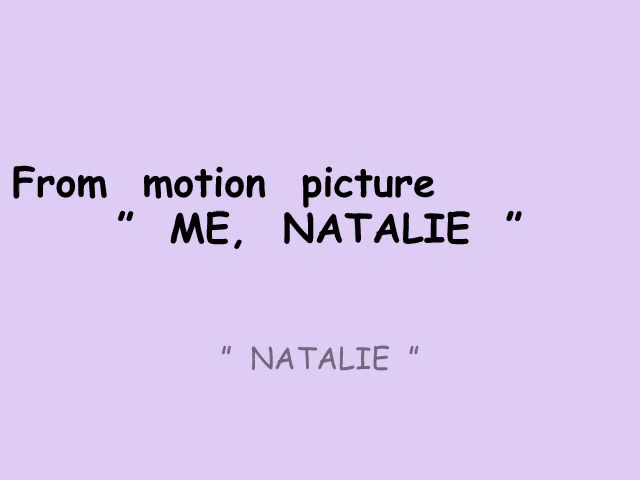 From motion picture
” ME, NATALIE ”
” NATALIE ”